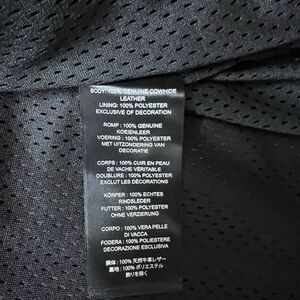 BODY: 100% GENUINE COWHIDE
LEATHER
LINING: 100% POLYESTER
EXCLUSIVE OF DECORATION
ROMP : 100% GENUINE
KOEIENLEER
VOERING : 100% POLYESTER
MET UITZONDERING VAN
DECORATIE
CORPS : 100% CUIR EN PEAU
DE VACHE VÉRITABLE
DOUBLURE : 100% POLYESTER
EXCLUT LES DÉCORATIONS
KÖRPER : 100% ECHTES
RINDSLEDER
FUTTER : 100% POLYESTER
OHNE VERZIERUNG
CORPO : 100% VERA PELLE
DI VACCA
FODERA : 100% POLIESTERE
DECORAZIONI ESCLUSE
胴体 : 100% 天然牛革レザー
裏地 : 100% ポリエステル
飾りを除く